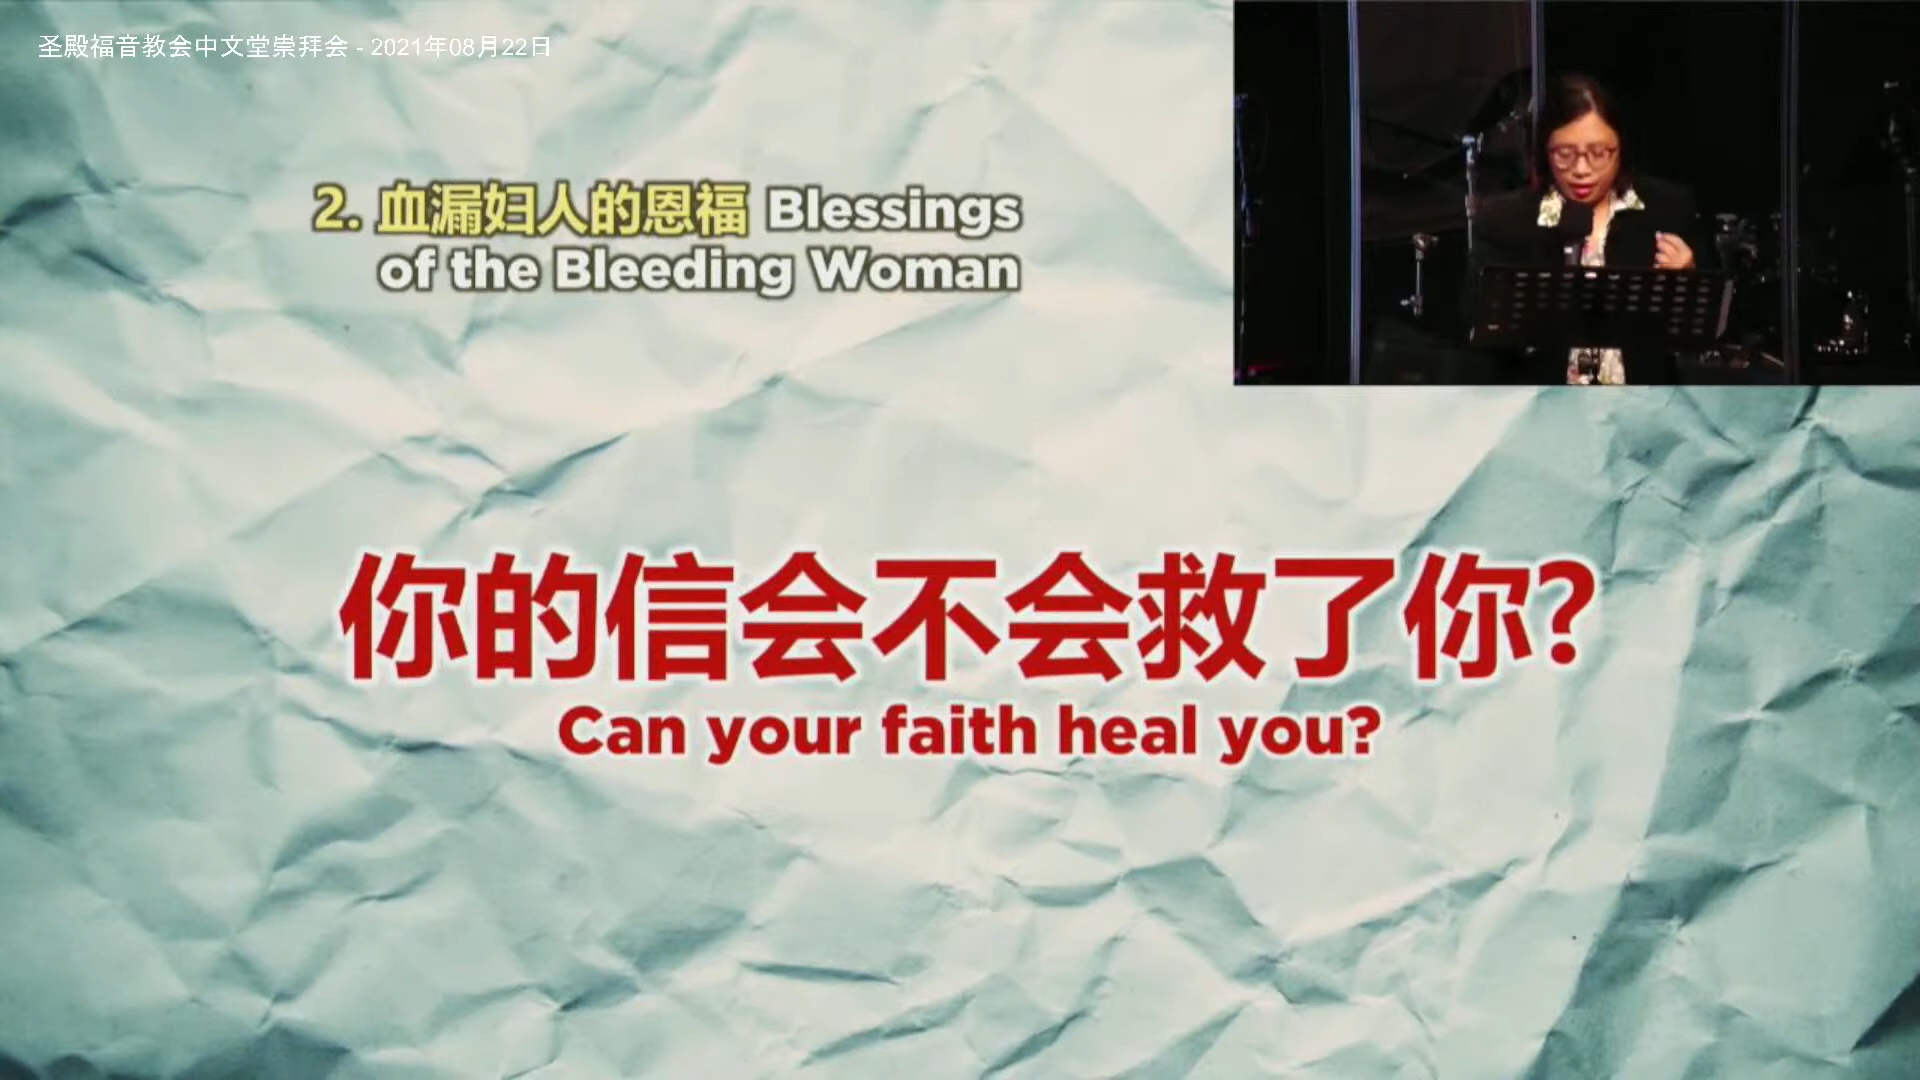 圣殿福音教会中文堂崇拜会 - 2021年08月22日
2. 血漏妇人的恩福 Blessings
of the Bleeding Woman
你的信会不会救了你?
Can your faith heal you?